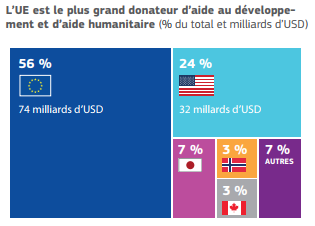 L’UE est le plus grand donateur d’aide au développe-
ment et d’aide humanitaire (% du total et milliards d’USD)
56 %
74 milliards d’USD
24 %
32 milliards d’USD
7 %
3 %
3 %
7 %
AUTRES